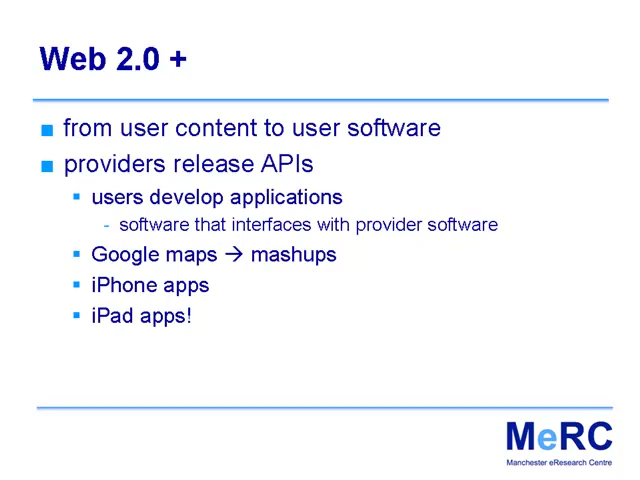 Web 2.0 +
■ from user content to user software
■ providers release APIs
▪ users develop applications
- software that interfaces with provider software
▪ Google maps → mashups
▪ iPhone apps
▪ iPad apps!
MeRC
Manchester eResearch Centre